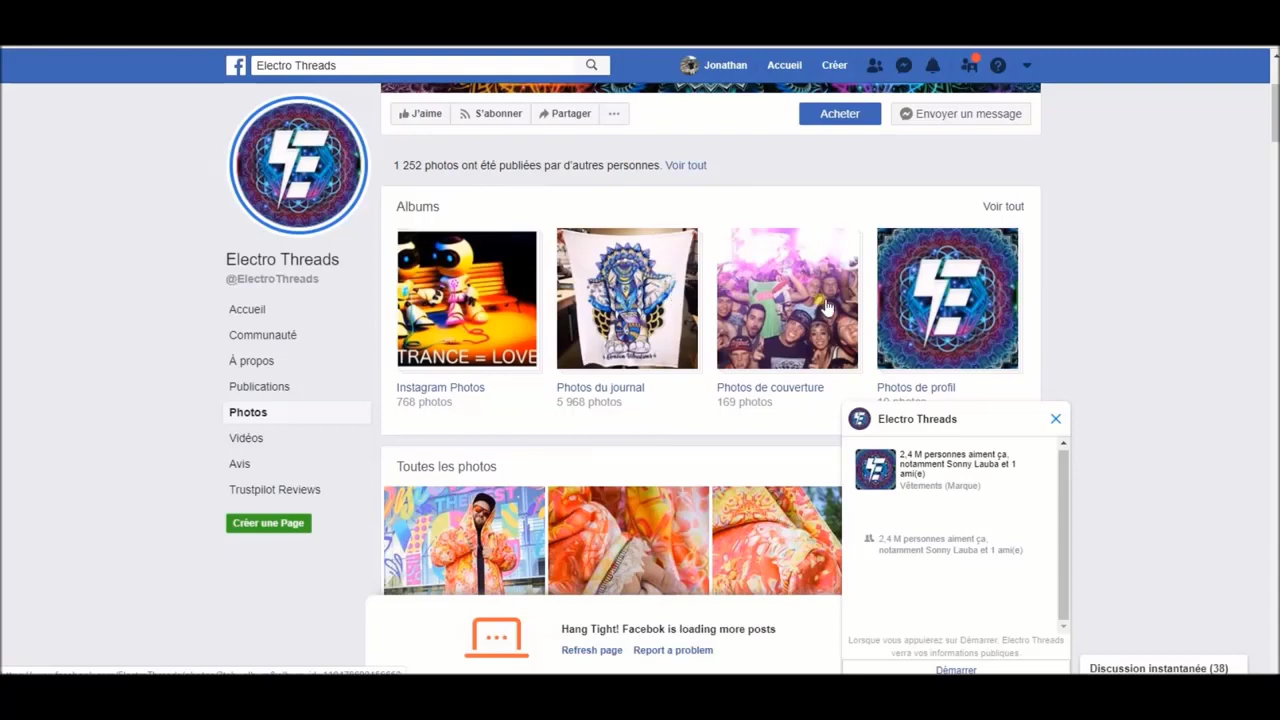 Electro Threads
Jonathan
Accueil
Créer
J'aime
S'abonner
Partager
Acheter
Envoyer un message
1 252 photos ont été publiées par d'autres personnes. Voir tout
Albums
Voir tout
TRANCE = LOVE
Instagram Photos
768 photos
Photos du journal
5 968 photos
Photos de couverture
169 photos
Photos de profil
Electro Threads
@ElectroThreads
Accueil
Communauté
À propos
Publications
Photos
Vidéos
Avis
Trustpilot Reviews
Créer une Page
Toutes les photos
Hang Tight! Facebok is loading more posts
Refresh page
Report a problem
Electro Threads
2,4 M personnes aiment ça,
notamment Sonny Lauba et 1
ami(e)
Vêtements (Marque)
2,4 M personnes aiment ça,
notamment Sonny Lauba et 1 ami(e)
Lorsque vous appuierez sur Démarrer, Electro Threads
verra vos informations publiques.
Démarrer
Discussion instantanée (38)